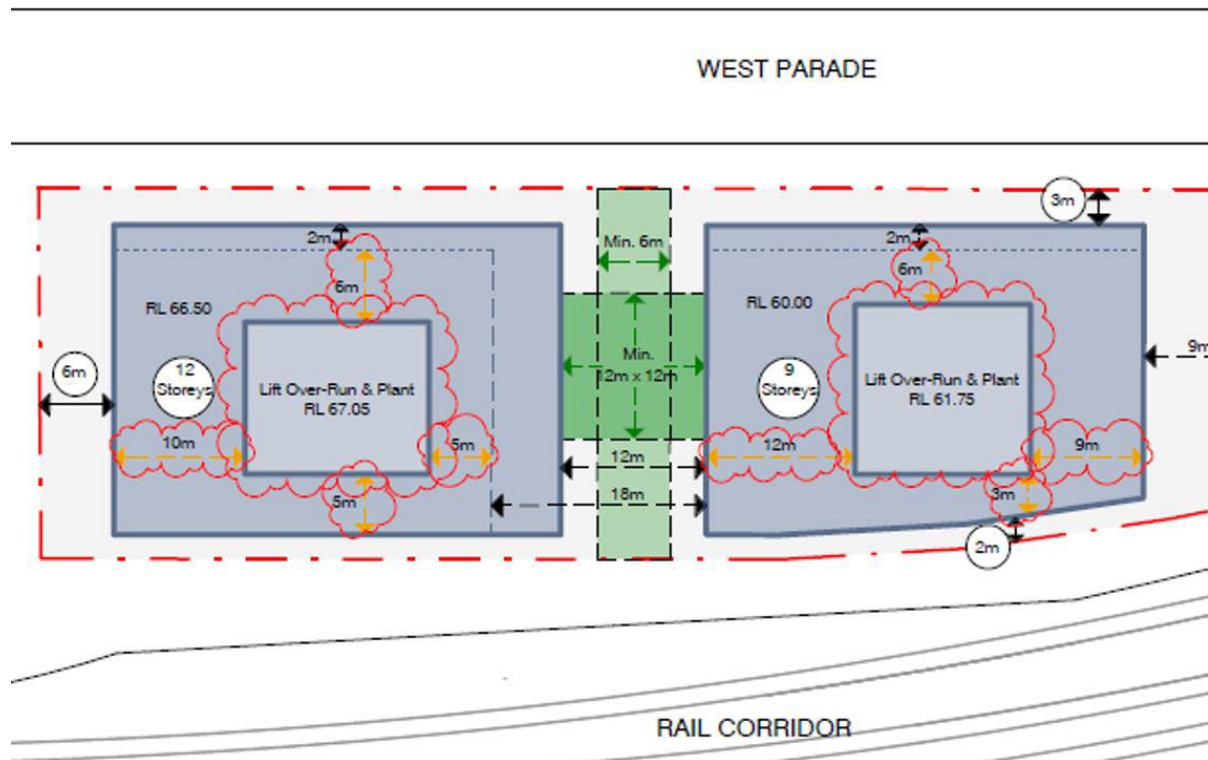 WEST PARADE
3m
2m
Min. 6m
2m
6m
6m
RL 66.50
RL 60.00
9m
6m
12
Storeys
Lift Over-Run & Plant
RL 67.05
Min.
12m x 12m
9
Storeys
Lift Over-Run & Plant
RL 61.75
10m
5m
12m
12m
9m
5m
18m
3m
2m
RAIL CORRIDOR